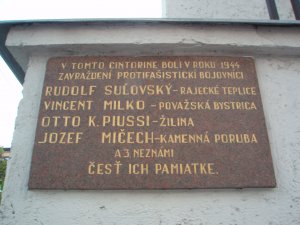 V TOMTO CINTORÍNE BOLI V ROKU 1944
ZAVRAŽDENÍ PROTIFAŠISTICKÍ BOJOVNÍCI
RUDOLF SUĽOVSKÝ - RAJECKÉ TEPLICE
VINCENT MILKO - POVAŽSKÁ BYSTRICA
OTTO K. PIUSSI - ŽILINA
JOZEF MIČECH - KAMENNÁ PORUBA
A 3 NEZNÁMI
ČESŤ ICH PAMIATKE.